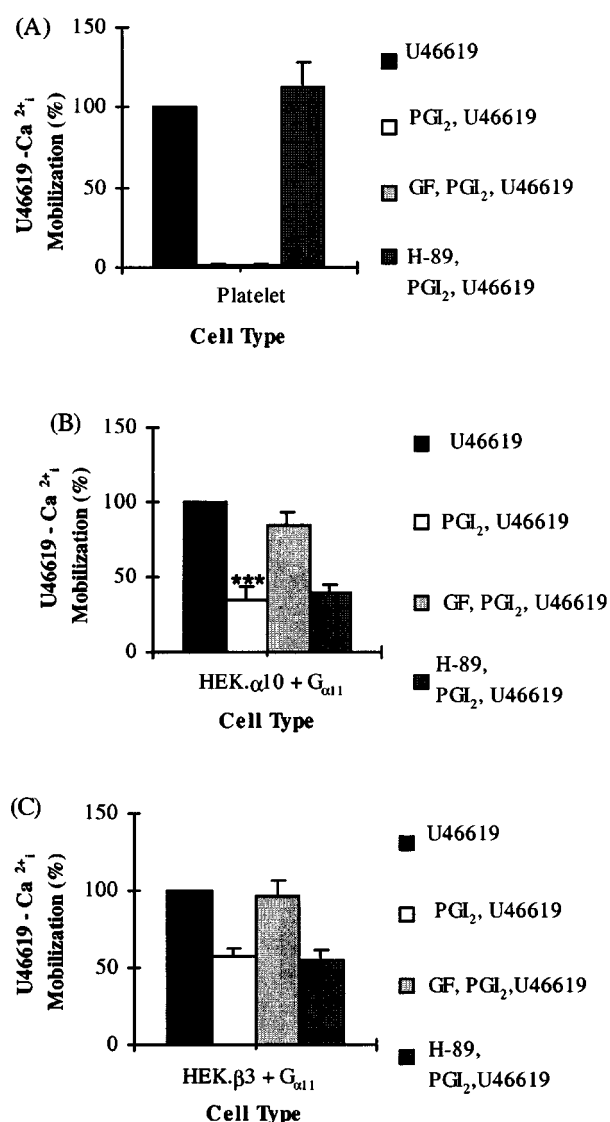 (A)
U46619 -Ca 2+i
Mobilization (%)
150
100
50
0
Platelet
Cell Type
U46619
PGI2, U46619
GF, PGI2, U46619
H-89,
PGI2, U46619
(B)
U46619 - Ca 2+i
Mobilization (%)
150
100
50
0
***
HEK.α10 + Gα11
Cell Type
U46619
PGI2, U46619
GF, PGI2, U46619
H-89,
PGI2, U46619
(C)
U46619 - Ca 2+i
Mobilization (%)
150
100
50
0
HEK.β3 + Gα11
Cell Type
U46619
PGI2, U46619
GF, PGI2,U46619
H-89,
PGI2,U46619